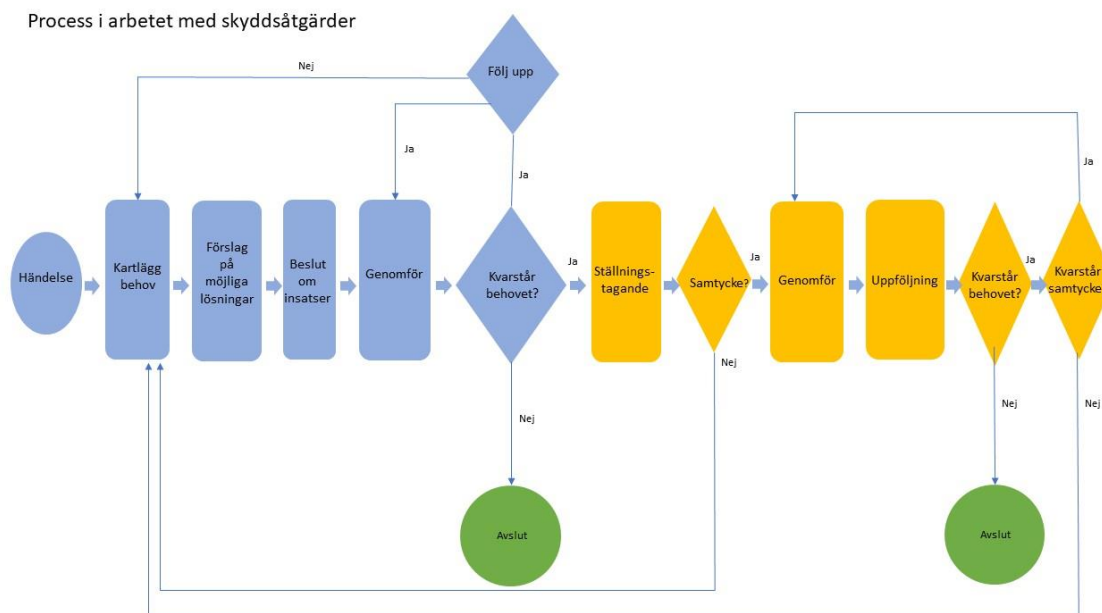 Process i arbetet med skyddsåtgärder
Nej
Följ upp
Ja
Ja
Ja
Händelse
Kartlägg
behov
Förslag
på
möjliga
lösningar
Beslut
om
insatser
Genomför
Kvarstår
behovet?
Ja
Ställnings-
tagande
Samtycke?
Ja
Genomför
Uppföljning
Kvarstår
behovet?
Ja
Kvarstår
samtycke
Nej
Nej
Nej
Nej
Avslut
Avslut